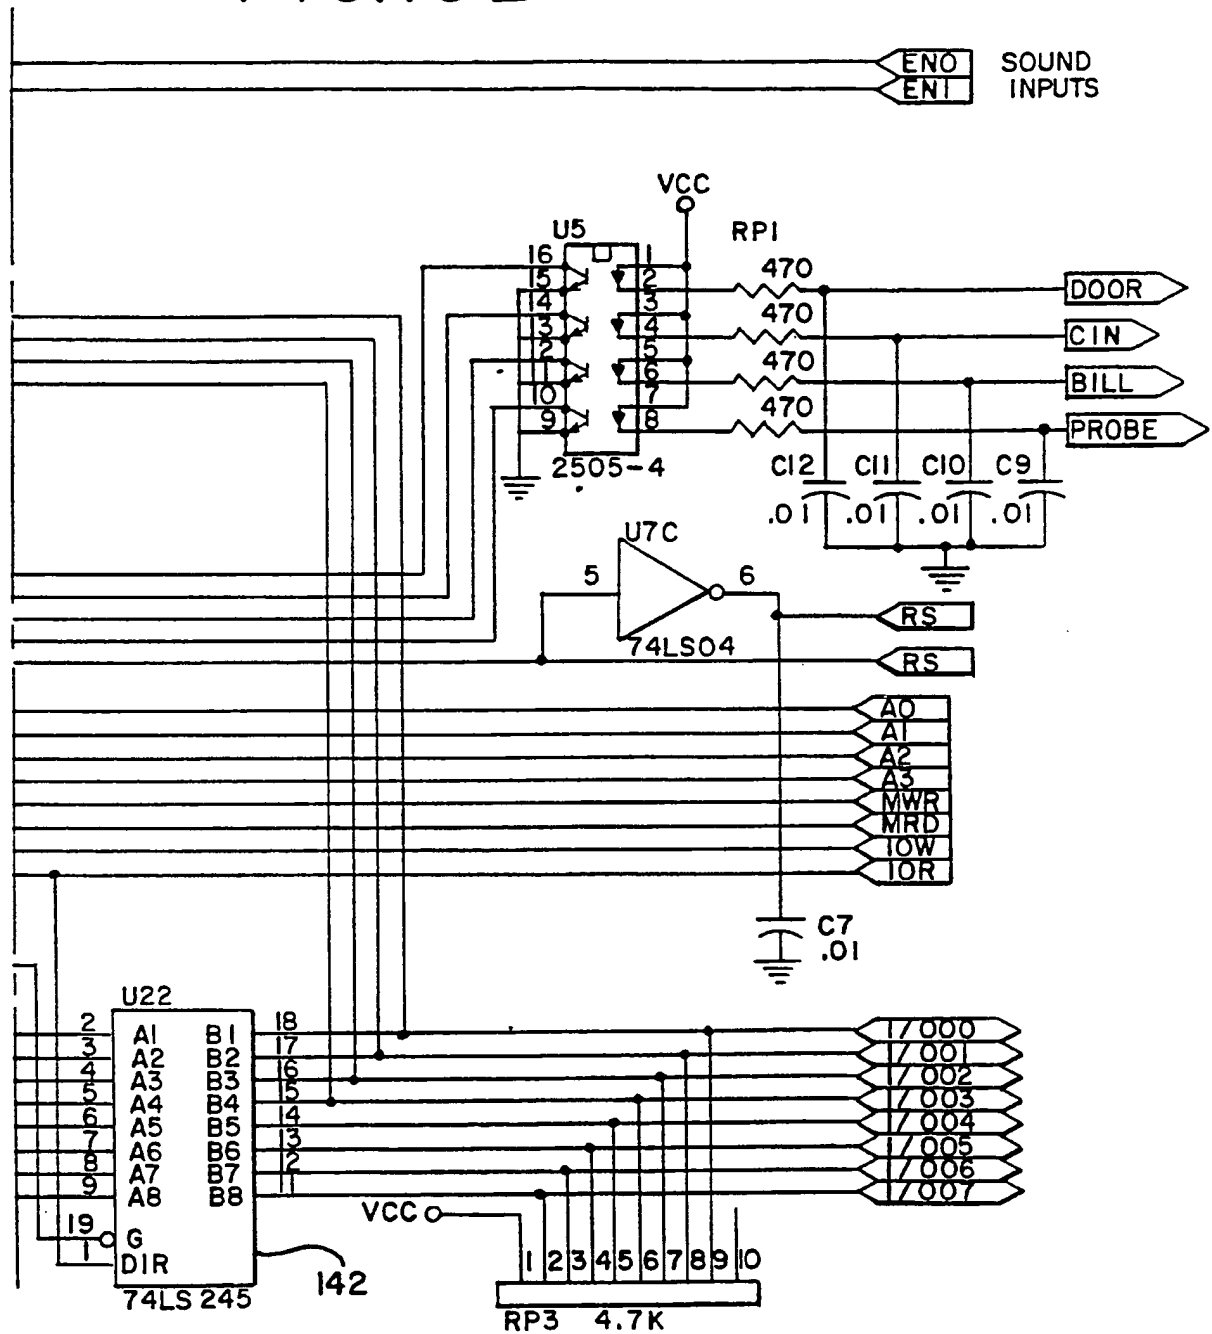 EN0 SOUND
EN1 INPUTS
VCC
U5 RP1
16 1 470
15 2 DOOR
14 3 470
13 4 CIN
12 5 470
11 6 BILL
10 7 470
9 8 PROBE
2505-4 C12 C11 C10 C9
.01 .01 .01 .01
U7C
5 6
RS
74LS04
RS
A0
A1
A2
A3
MWR
MRD
IOW
IOR
C7
.01
U22
2 A1 B1 18 I/O00
3 A2 B2 17 I/O01
4 A3 B3 16 I/O02
5 A4 B4 15 I/O03
6 A5 B5 14 I/O04
7 A6 B6 13 I/O05
8 A7 B7 12 I/O06
9 A8 B8 11 I/O07
VCC
19 G
1 DIR
1 2 3 4 5 6 7 8 9 10
142
74LS245
RP3 4.7K